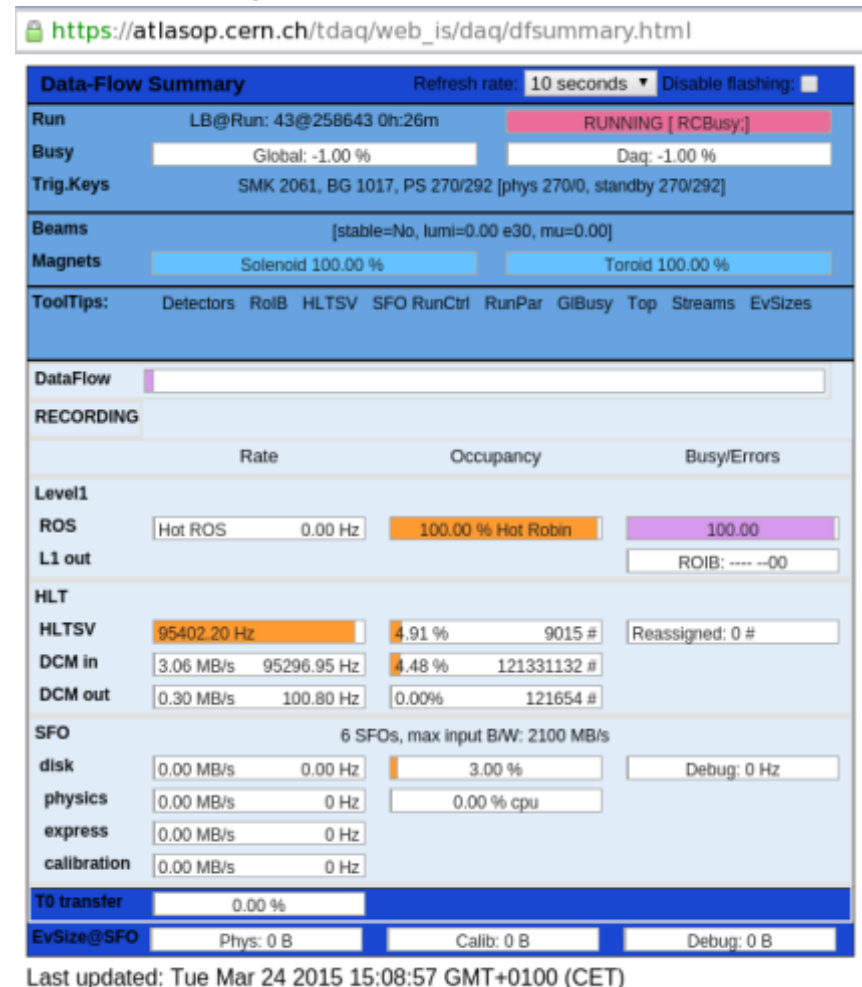 https://atlasop.cern.ch/tdaq/web_is/daq/dfsummary.html
Data-Flow Summary Refresh rate: 10 seconds Disable flashing:
Run LB@Run: 43@258643 0h:26m RUNNING [ RCBusy;]
Busy Global: -1.00 % Daq: -1.00 %
Trig.Keys SMK 2061, BG 1017, PS 270/292 [phys 270/0, standby 270/292]
Beams [stable=No, lumi=0.00 e30, mu=0.00]
Magnets Solenoid 100.00 % Toroid 100.00 %
ToolTips: Detectors RoIB HLTSV SFO RunCtrl RunPar GlBusy Top Streams EvSizes
DataFlow
RECORDING
Rate Occupancy Busy/Errors
Level1
ROS Hot ROS 0.00 Hz 100.00 % Hot Robin 100.00
L1 out ROIB: ---- --00
HLT
HLTSV 95402.20 Hz 4.91 % 9015 # Reassigned: 0 #
DCM in 3.06 MB/s 95296.95 Hz 4.48 % 121331132 #
DCM out 0.30 MB/s 100.80 Hz 0.00% 121654 #
SFO 6 SFOs, max input B/W: 2100 MB/s
disk 0.00 MB/s 0.00 Hz 3.00 % Debug: 0 Hz
physics 0.00 MB/s 0 Hz 0.00 % cpu
express 0.00 MB/s 0 Hz
calibration 0.00 MB/s 0 Hz
T0 transfer 0.00 %
EvSize@SFO Phys: 0 B Calib: 0 B Debug: 0 B
Last updated: Tue Mar 24 2015 15:08:57 GMT+0100 (CET)